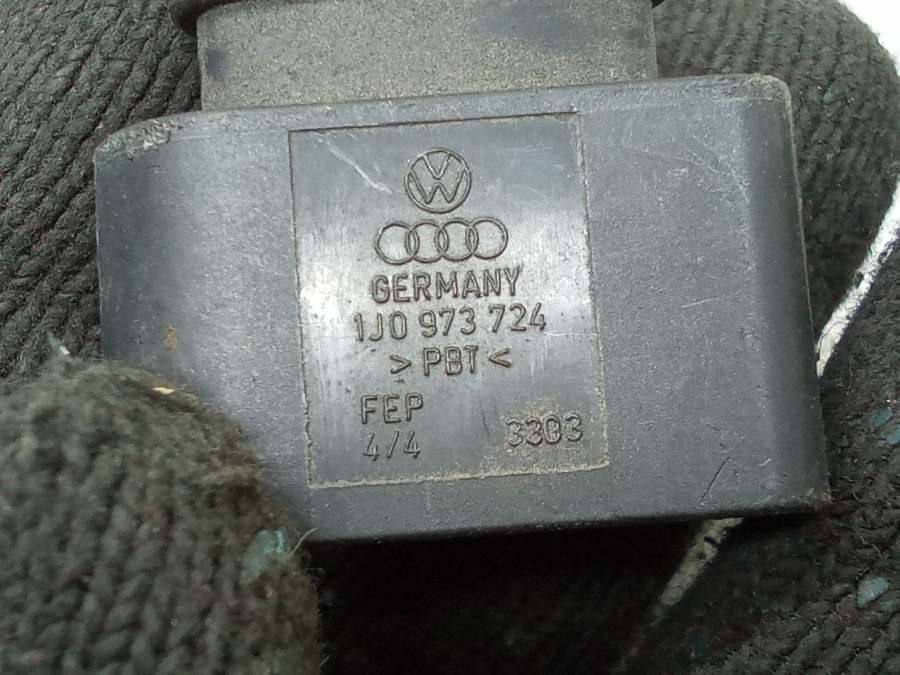 GERMANY
1J0 973 724
>PBT<
FEP
4/4 3303